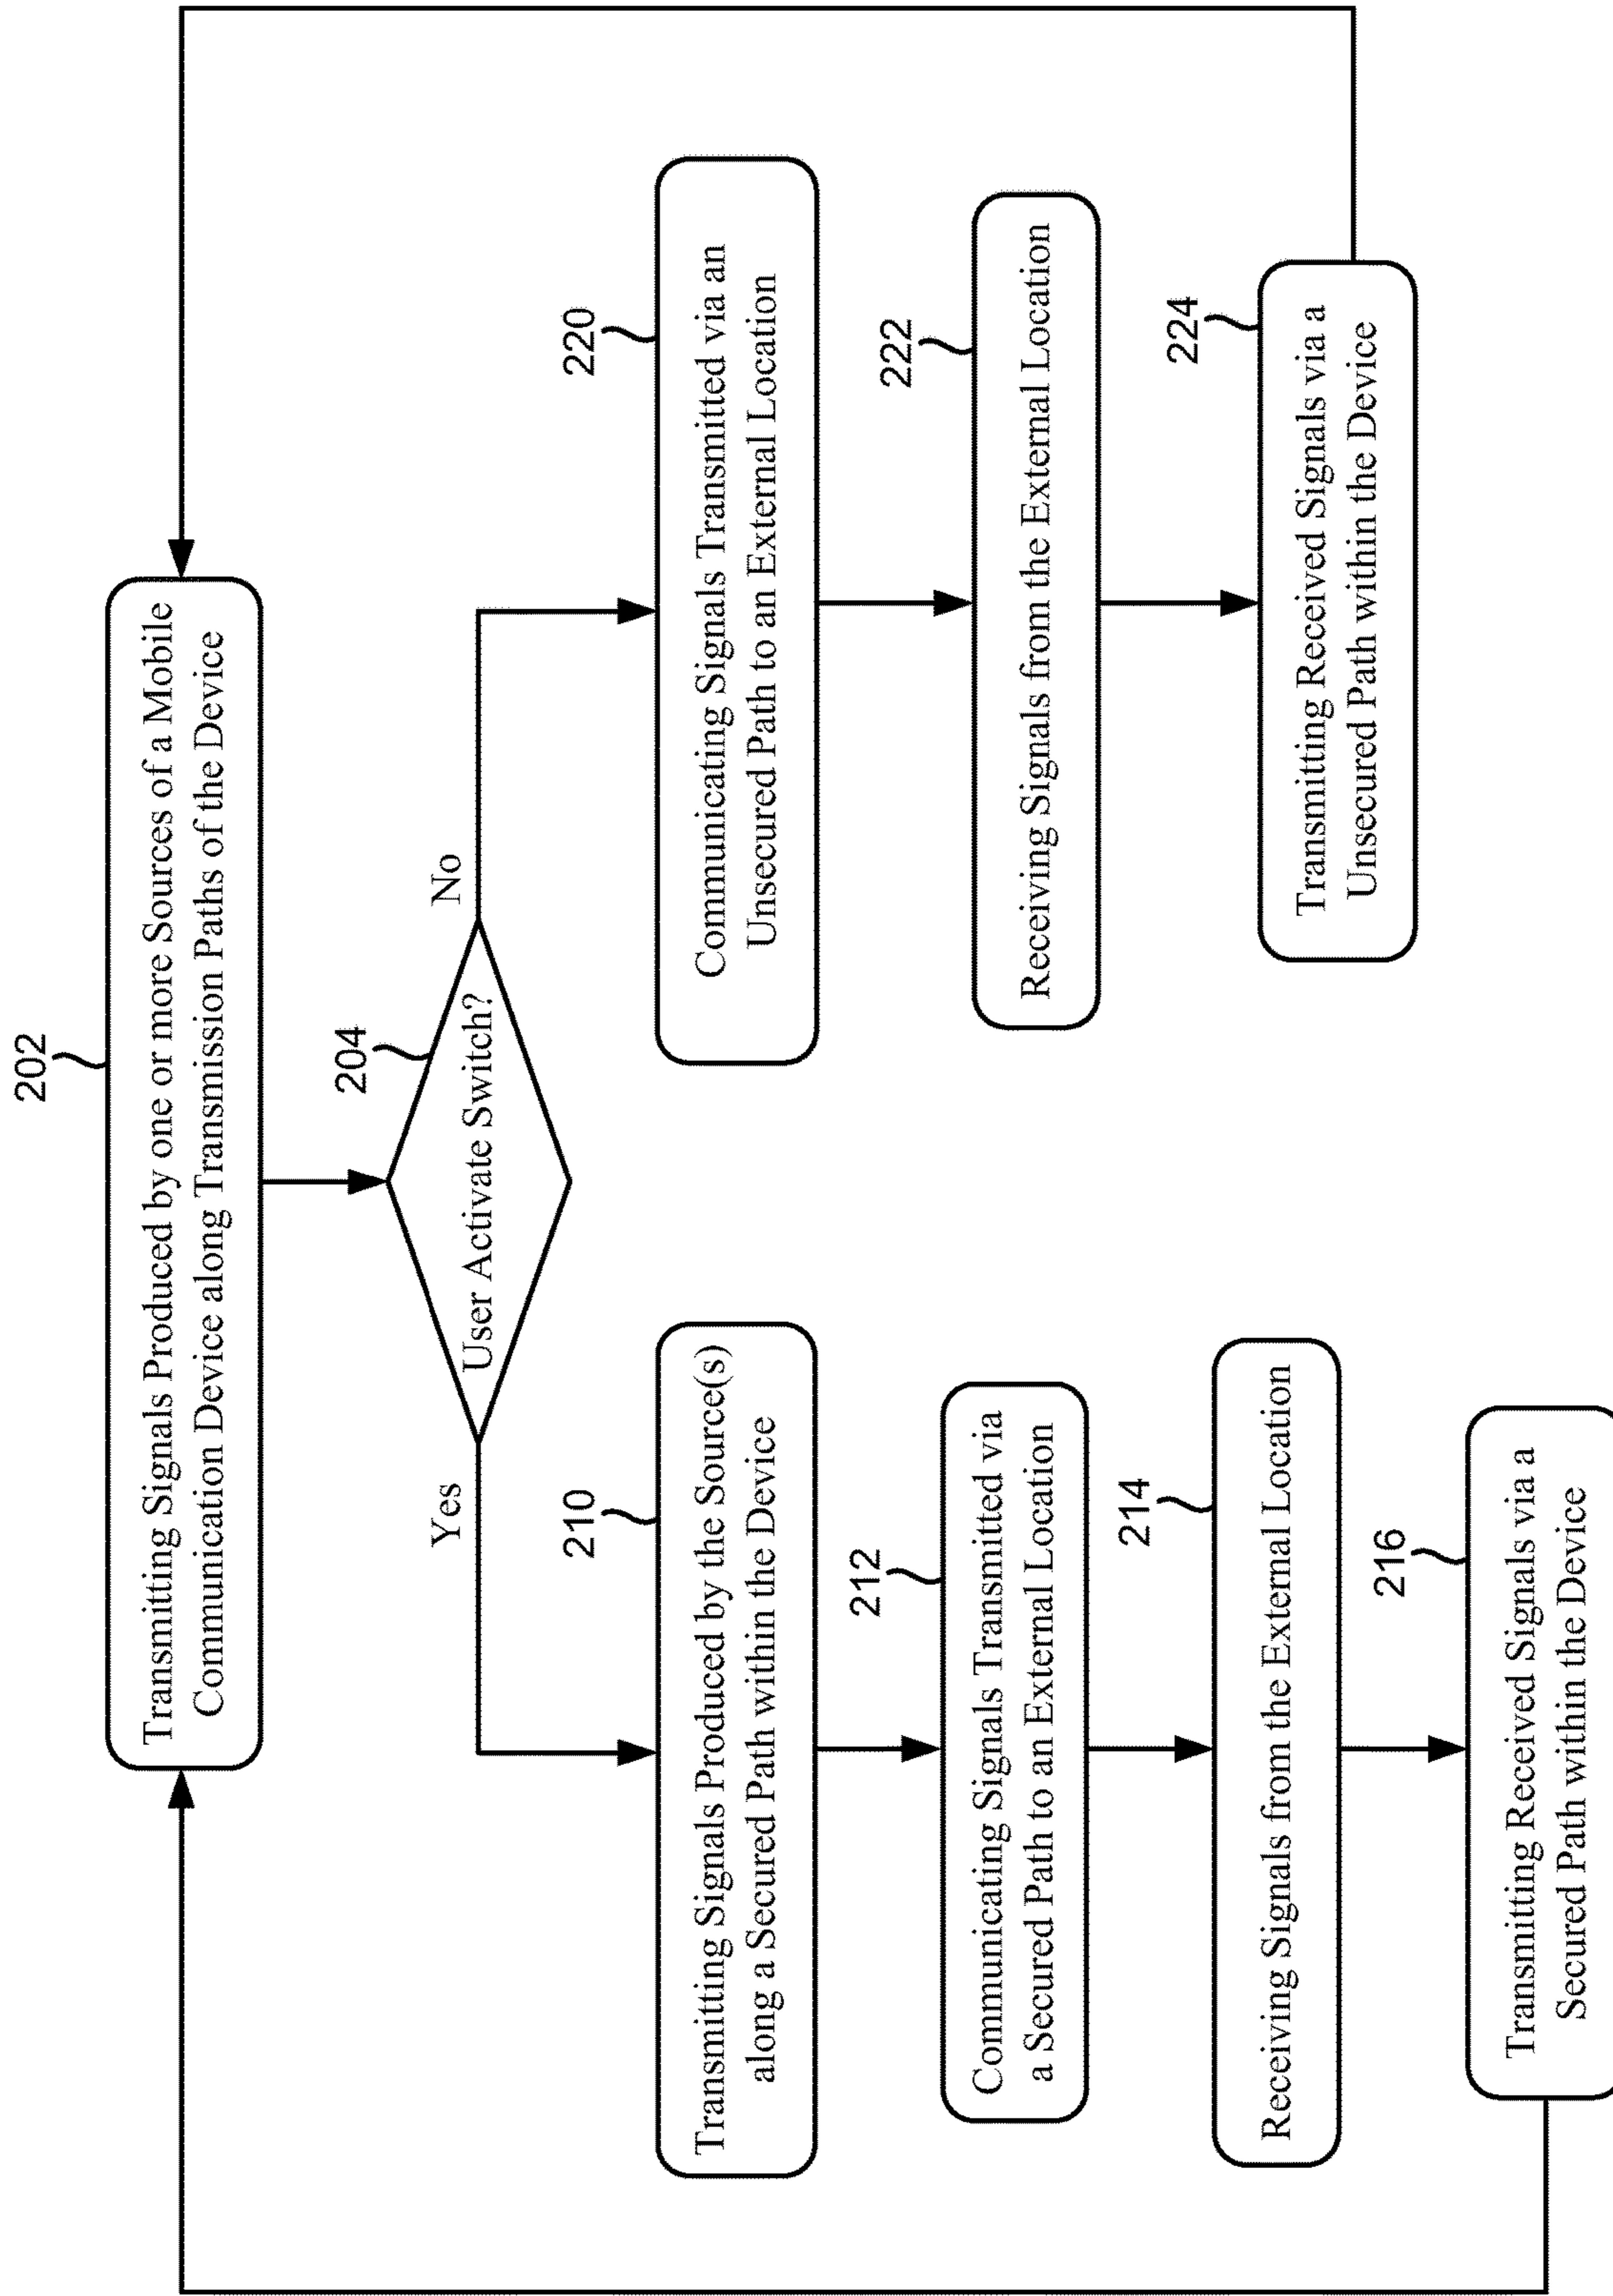 202
Transmitting Signals Produced by one or more Sources of a Mobile
Communication Device along Transmission Paths of the Device
204
User Activate Switch?
Yes
No
210
Transmitting Signals Produced by the Source(s)
along a Secured Path within the Device
212
Communicating Signals Transmitted via
a Secured Path to an External Location
214
Receiving Signals from the External Location
216
Transmitting Received Signals via a
Secured Path within the Device
220
Communicating Signals Transmitted via an
Unsecured Path to an External Location
222
Receiving Signals from the External Location
224
Transmitting Received Signals via a
Unsecured Path within the Device